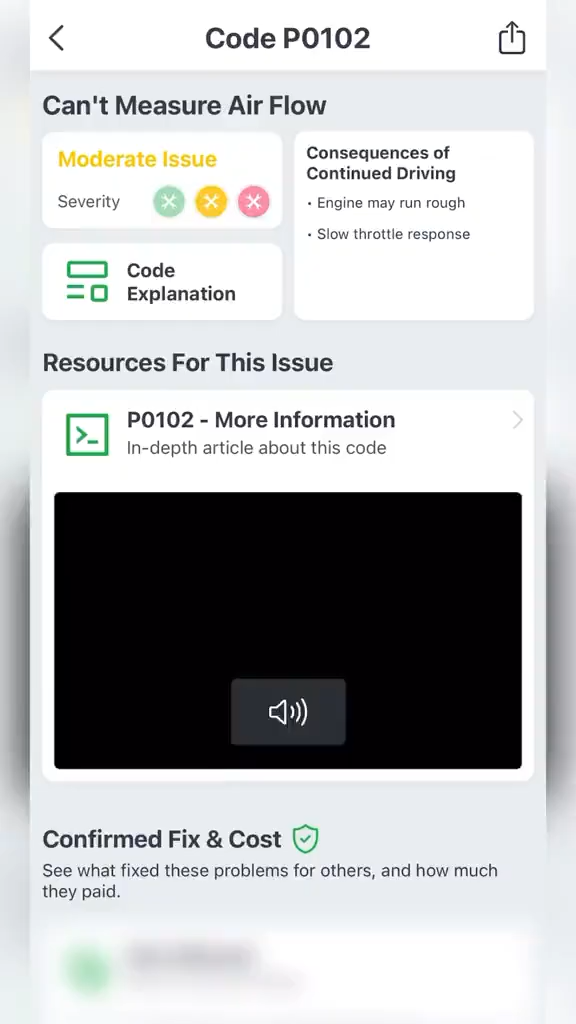 Code P0102
Can't Measure Air Flow
Moderate Issue
Severity
Consequences of
Continued Driving
• Engine may run rough
• Slow throttle response
Code
Explanation
Resources For This Issue
P0102 - More Information
In-depth article about this code
Confirmed Fix & Cost
See what fixed these problems for others, and how much
they paid.